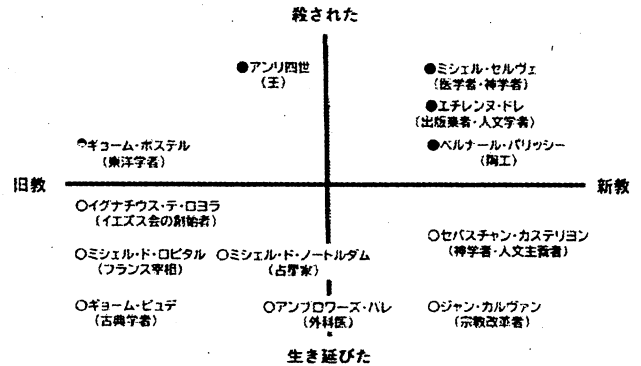 殺された
●アンリ四世
(王)
●ミシェル・セルヴェ
(医学者・神学者)
●エチレンヌ・ドレ
(出版業者・人文学者)
ギョーム・ポステル
(東洋学者)
●ベルナール・パリッシー
(陶工)
旧教
新教
○イグナチウス・デ・ロヨラ
(イエズス会の創始者)
○セバスチャン・カステリヨン
(神学者・人文主義者)
○ミシェル・ド・ロピタル
(フランス宰相)
○ミシェル・ド・ノートルダム
(占星家)
○ギョーム・ビュデ
(古典学者)
○アンブロワーズ・パレ
(外科医)
○ジャン・カルヴァン
(宗教改革者)
生き延びた